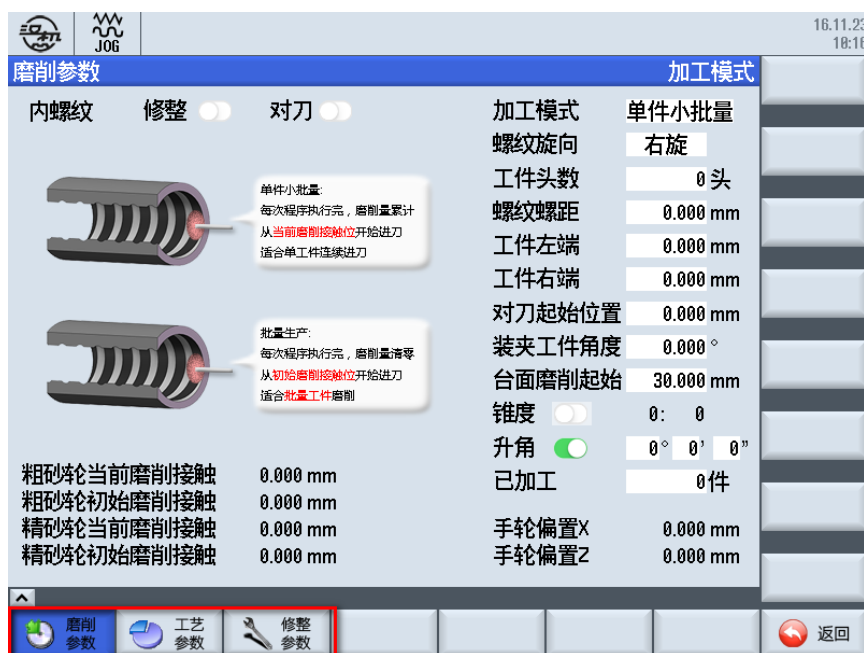 汉机
JOG
16.11.23
10:16
磨削参数
加工模式
内螺纹 修整 对刀
加工模式 单件小批量
螺纹旋向 右旋
工件头数 0 头
螺纹螺距 0.000 mm
工件左端 0.000 mm
工件右端 0.000 mm
对刀起始位置 0.000 mm
装夹工件角度 0.000 °
台面磨削起始 30.000 mm
锥度 0: 0
升角 0° 0’ 0”
已加工 0件
手轮偏置X 0.000 mm
手轮偏置Z 0.000 mm
单件小批量:
每次程序执行完，磨削量累计
从当前磨削接触位开始进刀
适合单工件连续进刀
批量生产:
每次程序执行完，磨削量清零
从初始磨削接触位开始进刀
适合批量工件磨削
粗砂轮当前磨削接触 0.000 mm
粗砂轮初始磨削接触 0.000 mm
精砂轮当前磨削接触 0.000 mm
精砂轮初始磨削接触 0.000 mm
磨削
参数
工艺
参数
修整
参数
返回